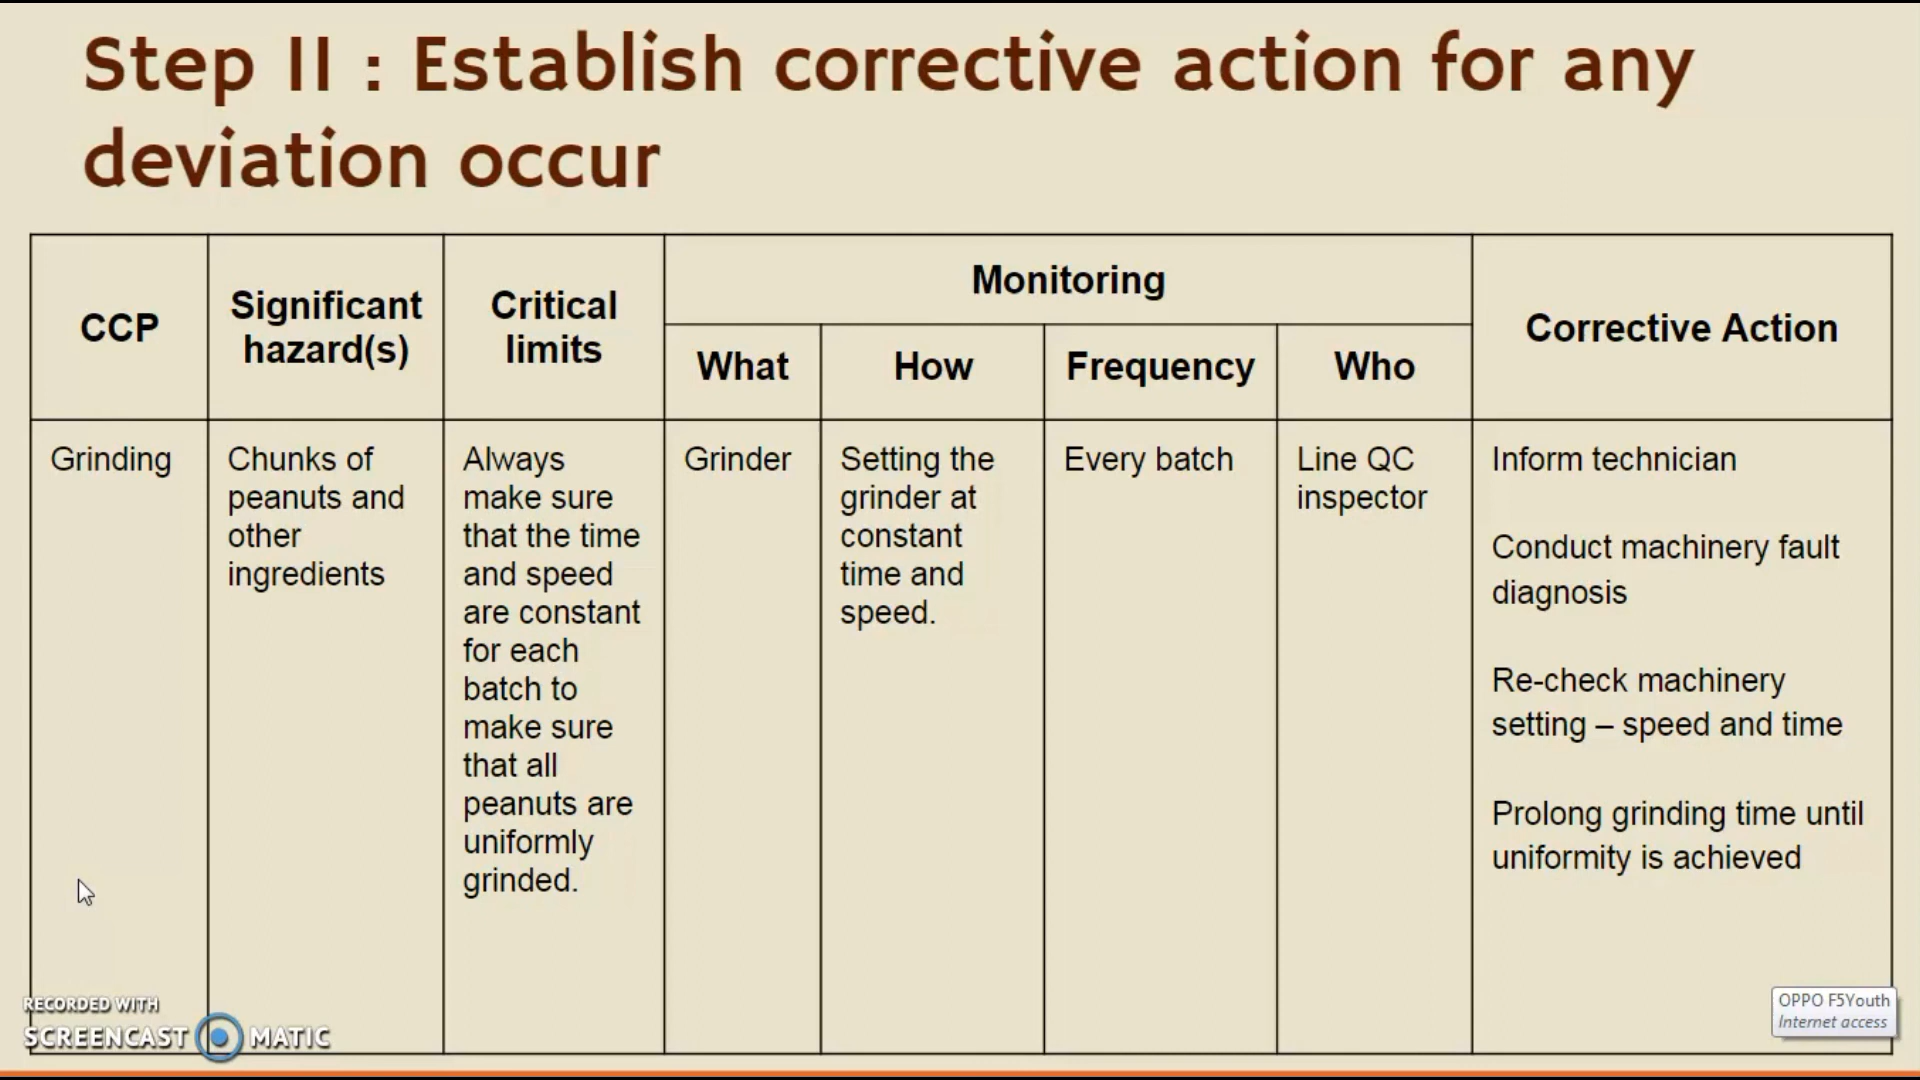 Step II : Establish corrective action for any
deviation occur
CCP
Significant
hazard(s)
Critical
limits
Monitoring
What
How
Frequency
Who
Corrective Action
Grinding
Chunks of
peanuts and
other
ingredients
Always
make sure
that the time
and speed
are constant
for each
batch to
make sure
that all
peanuts are
uniformly
grinded.
Grinder
Setting the
grinder at
constant
time and
speed.
Every batch
Line QC
inspector
Inform technician
Conduct machinery fault
diagnosis
Re-check machinery
setting – speed and time
Prolong grinding time until
uniformity is achieved
RECORDED WITH
SCREENCAST MATIC
OPPO F5Youth
Internet access